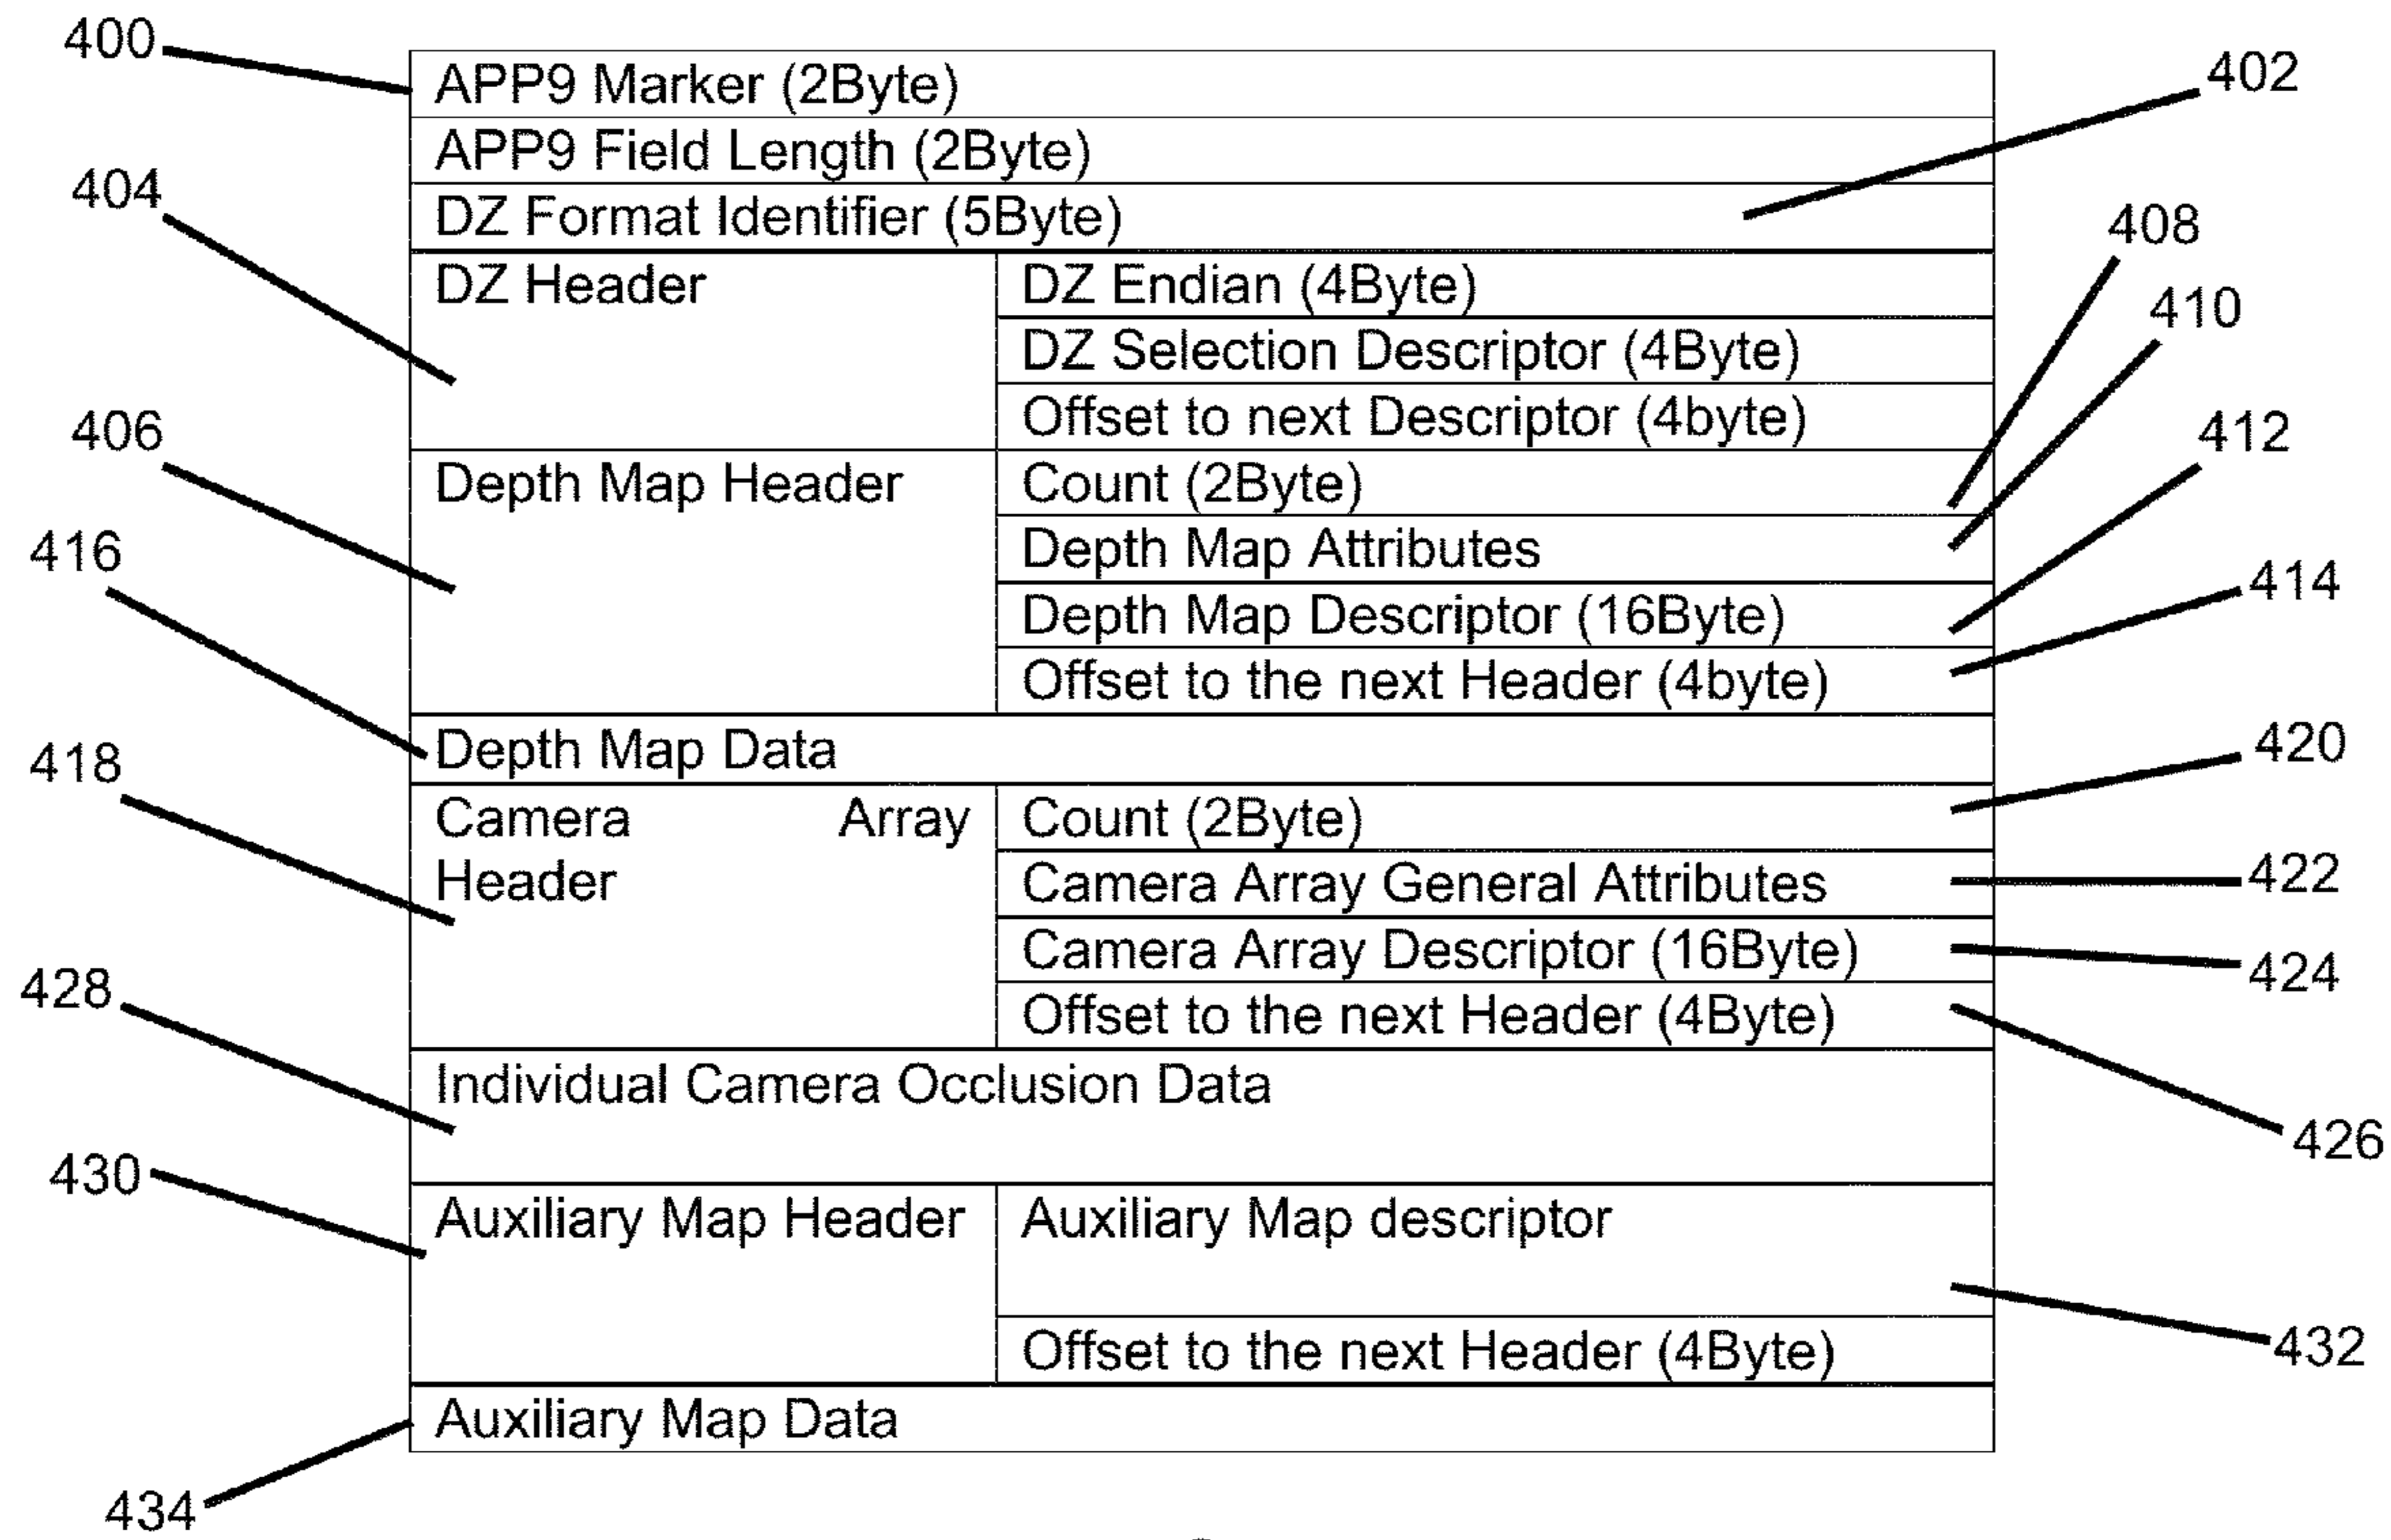 400
APP9 Marker (2Byte)
402
APP9 Field Length (2Byte)
404
DZ Format Identifier (5Byte)
408
DZ Header
DZ Endian (4Byte)
410
DZ Selection Descriptor (4Byte)
Offset to next Descriptor (4byte)
406
412
Depth Map Header
Count (2Byte)
416
Depth Map Attributes
414
Depth Map Descriptor (16Byte)
Offset to the next Header (4byte)
Depth Map Data
420
418
Camera Array
Header
Count (2Byte)
Camera Array General Attributes
422
Camera Array Descriptor (16Byte)
424
428
Offset to the next Header (4Byte)
Individual Camera Occlusion Data
426
430
Auxiliary Map Header
Auxiliary Map descriptor
Offset to the next Header (4Byte)
432
Auxiliary Map Data
434